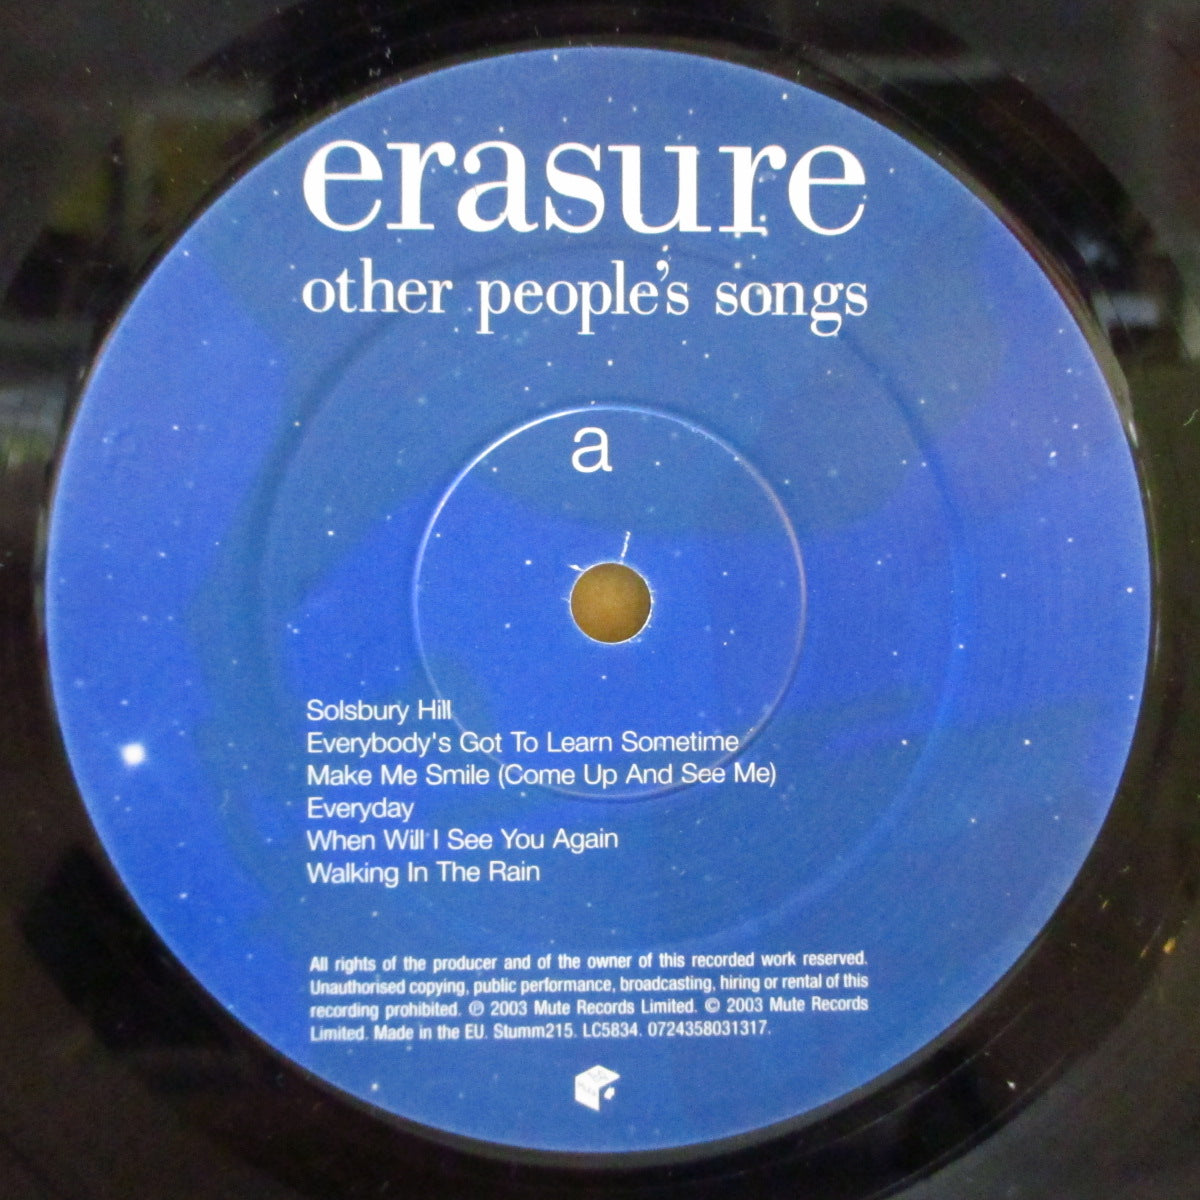 erasure
other people's songs
a
Solsbury Hill
Everybody's Got To Learn Sometime
Make Me Smile (Come Up And See Me)
Everyday
When Will I See You Again
Walking In The Rain
All rights of the producer and of the owner of this recorded work reserved.
Unauthorised copying, public performance, broadcasting, hiring or rental of this
recording prohibited. ℗ 2003 Mute Records Limited. © 2003 Mute Records
Limited. Made in the EU. Stumm215. LC5834. 0724358031317.